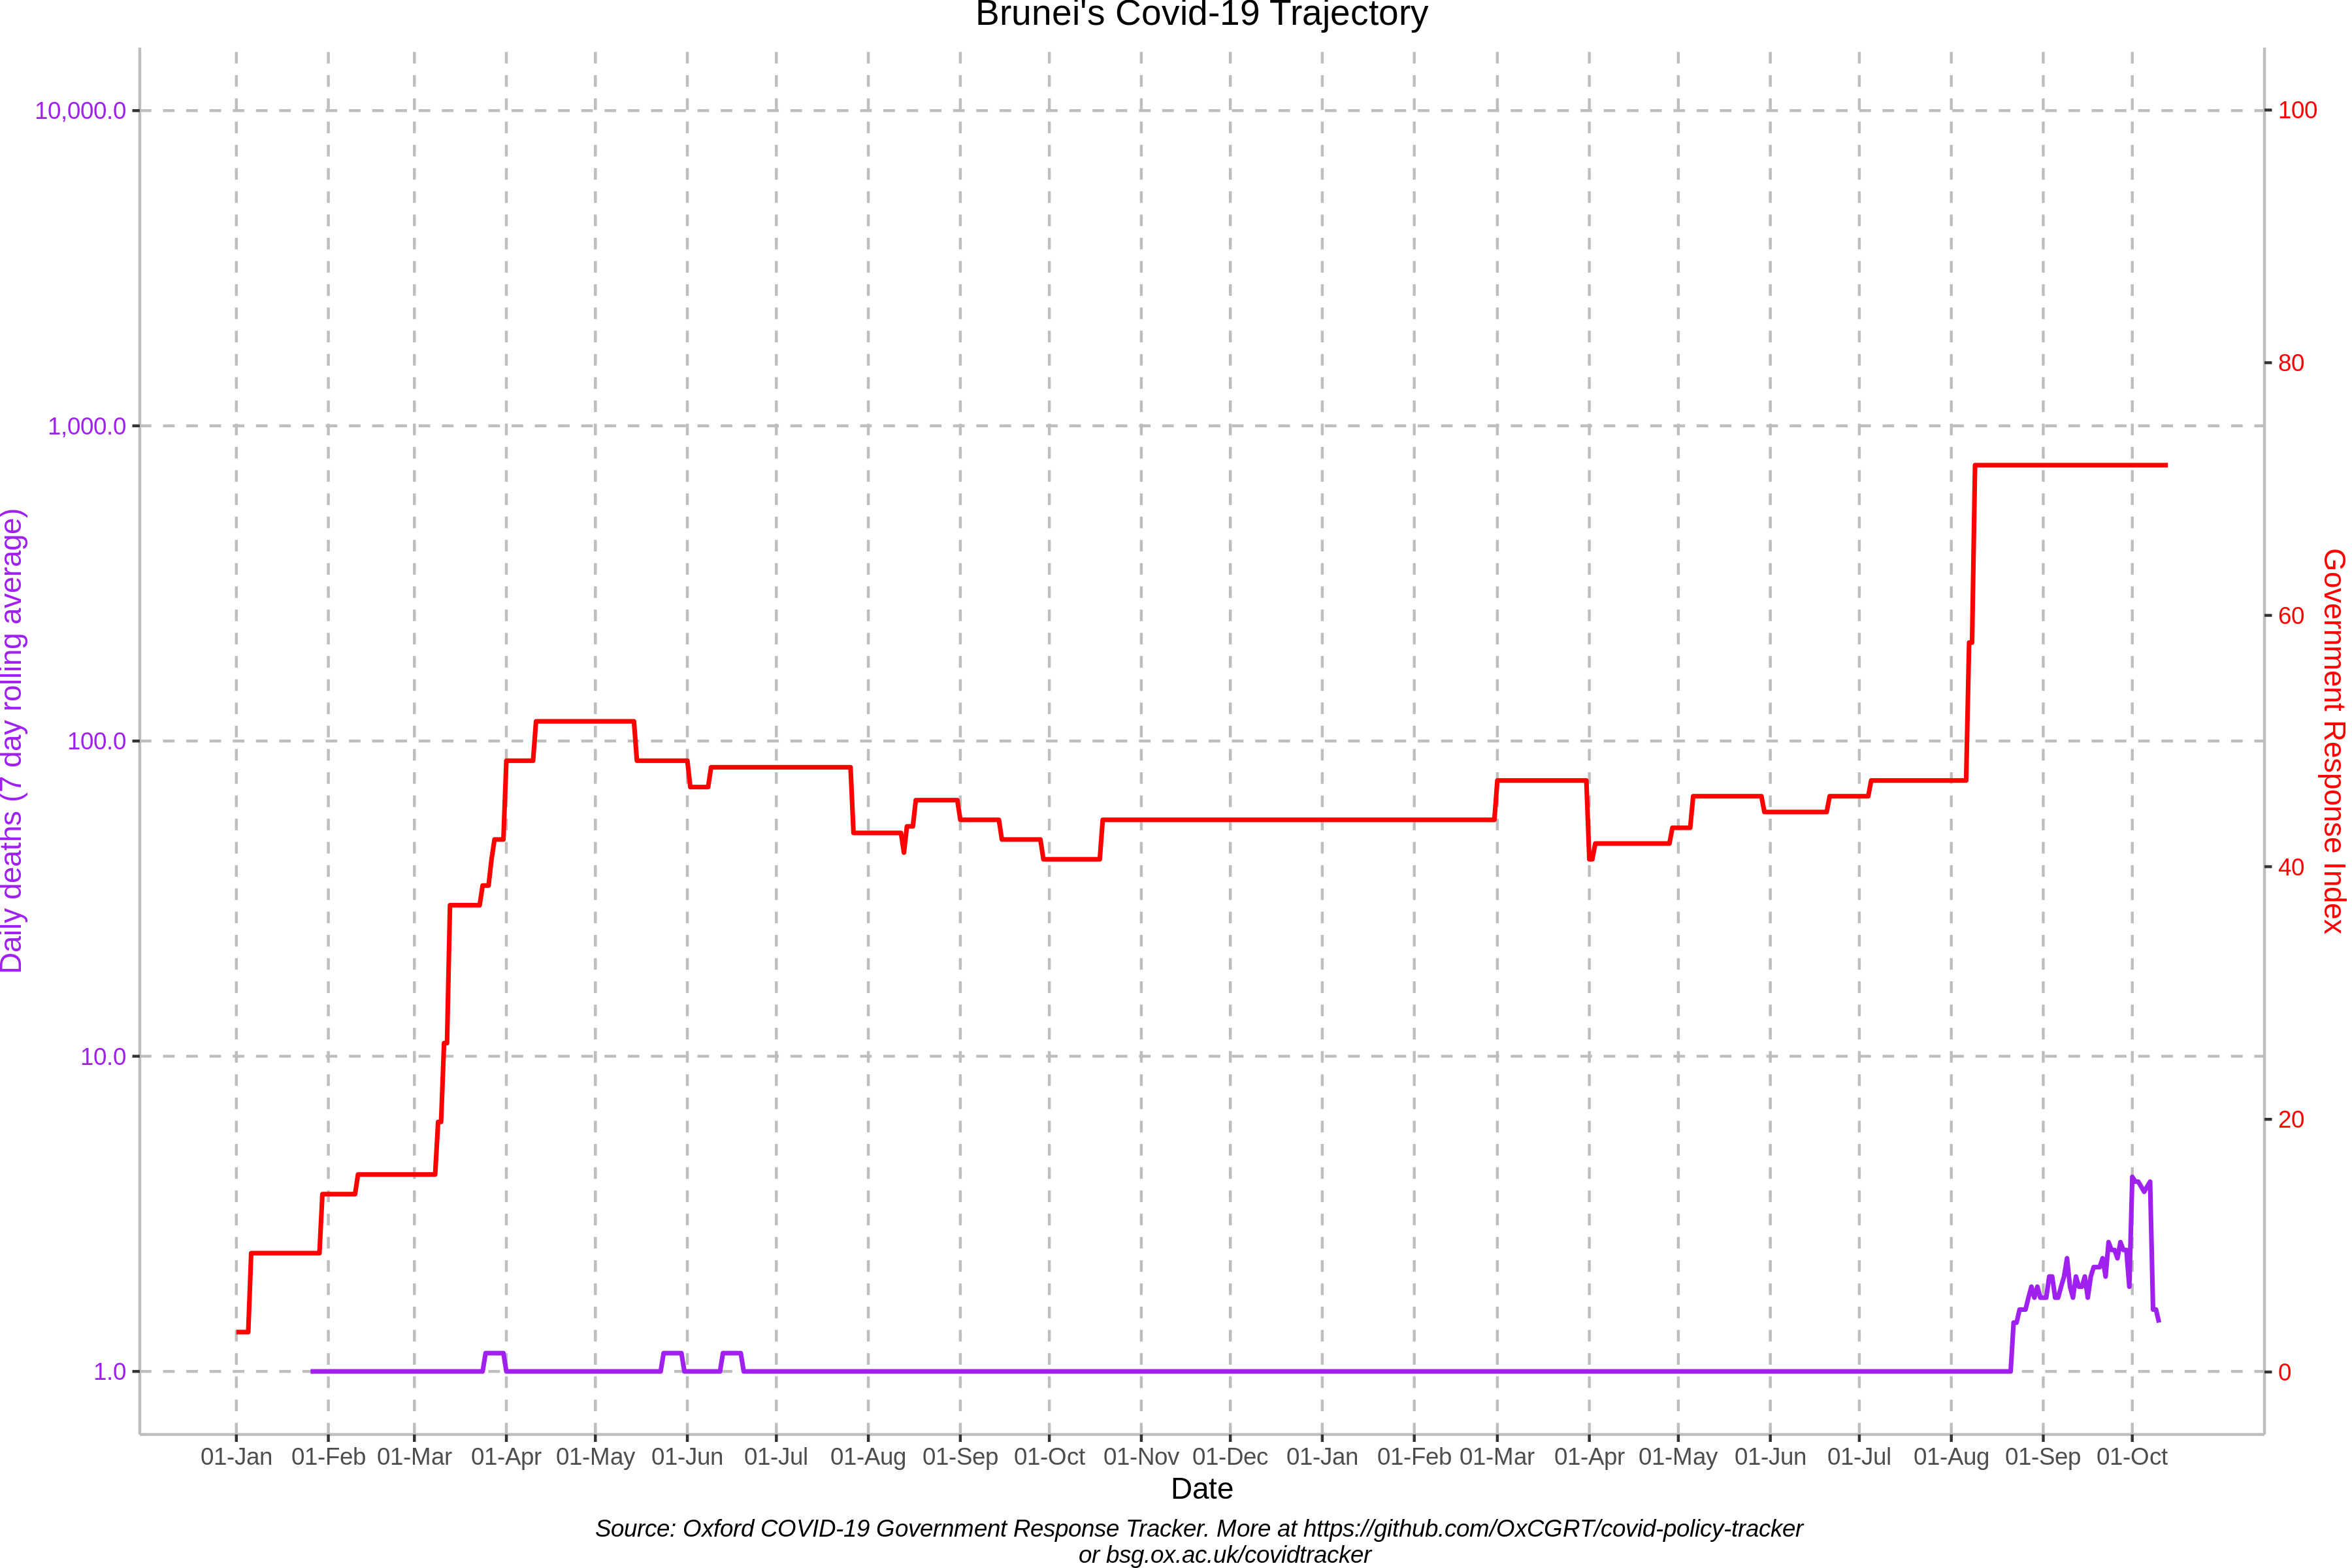 Brunei's Covid-19 Trajectory
10,000.0
1,000.0
100.0
10.0
1.0
Daily deaths (7 day rolling average)
100
80
60
40
20
0
Government Response Index
01-Jan 01-Feb 01-Mar 01-Apr 01-May 01-Jun 01-Jul 01-Aug 01-Sep 01-Oct 01-Nov 01-Dec 01-Jan 01-Feb 01-Mar 01-Apr 01-May 01-Jun 01-Jul 01-Aug 01-Sep 01-Oct
Date
Source: Oxford COVID-19 Government Response Tracker. More at https://github.com/OxCGRT/covid-policy-tracker
or bsg.ox.ac.uk/covidtracker